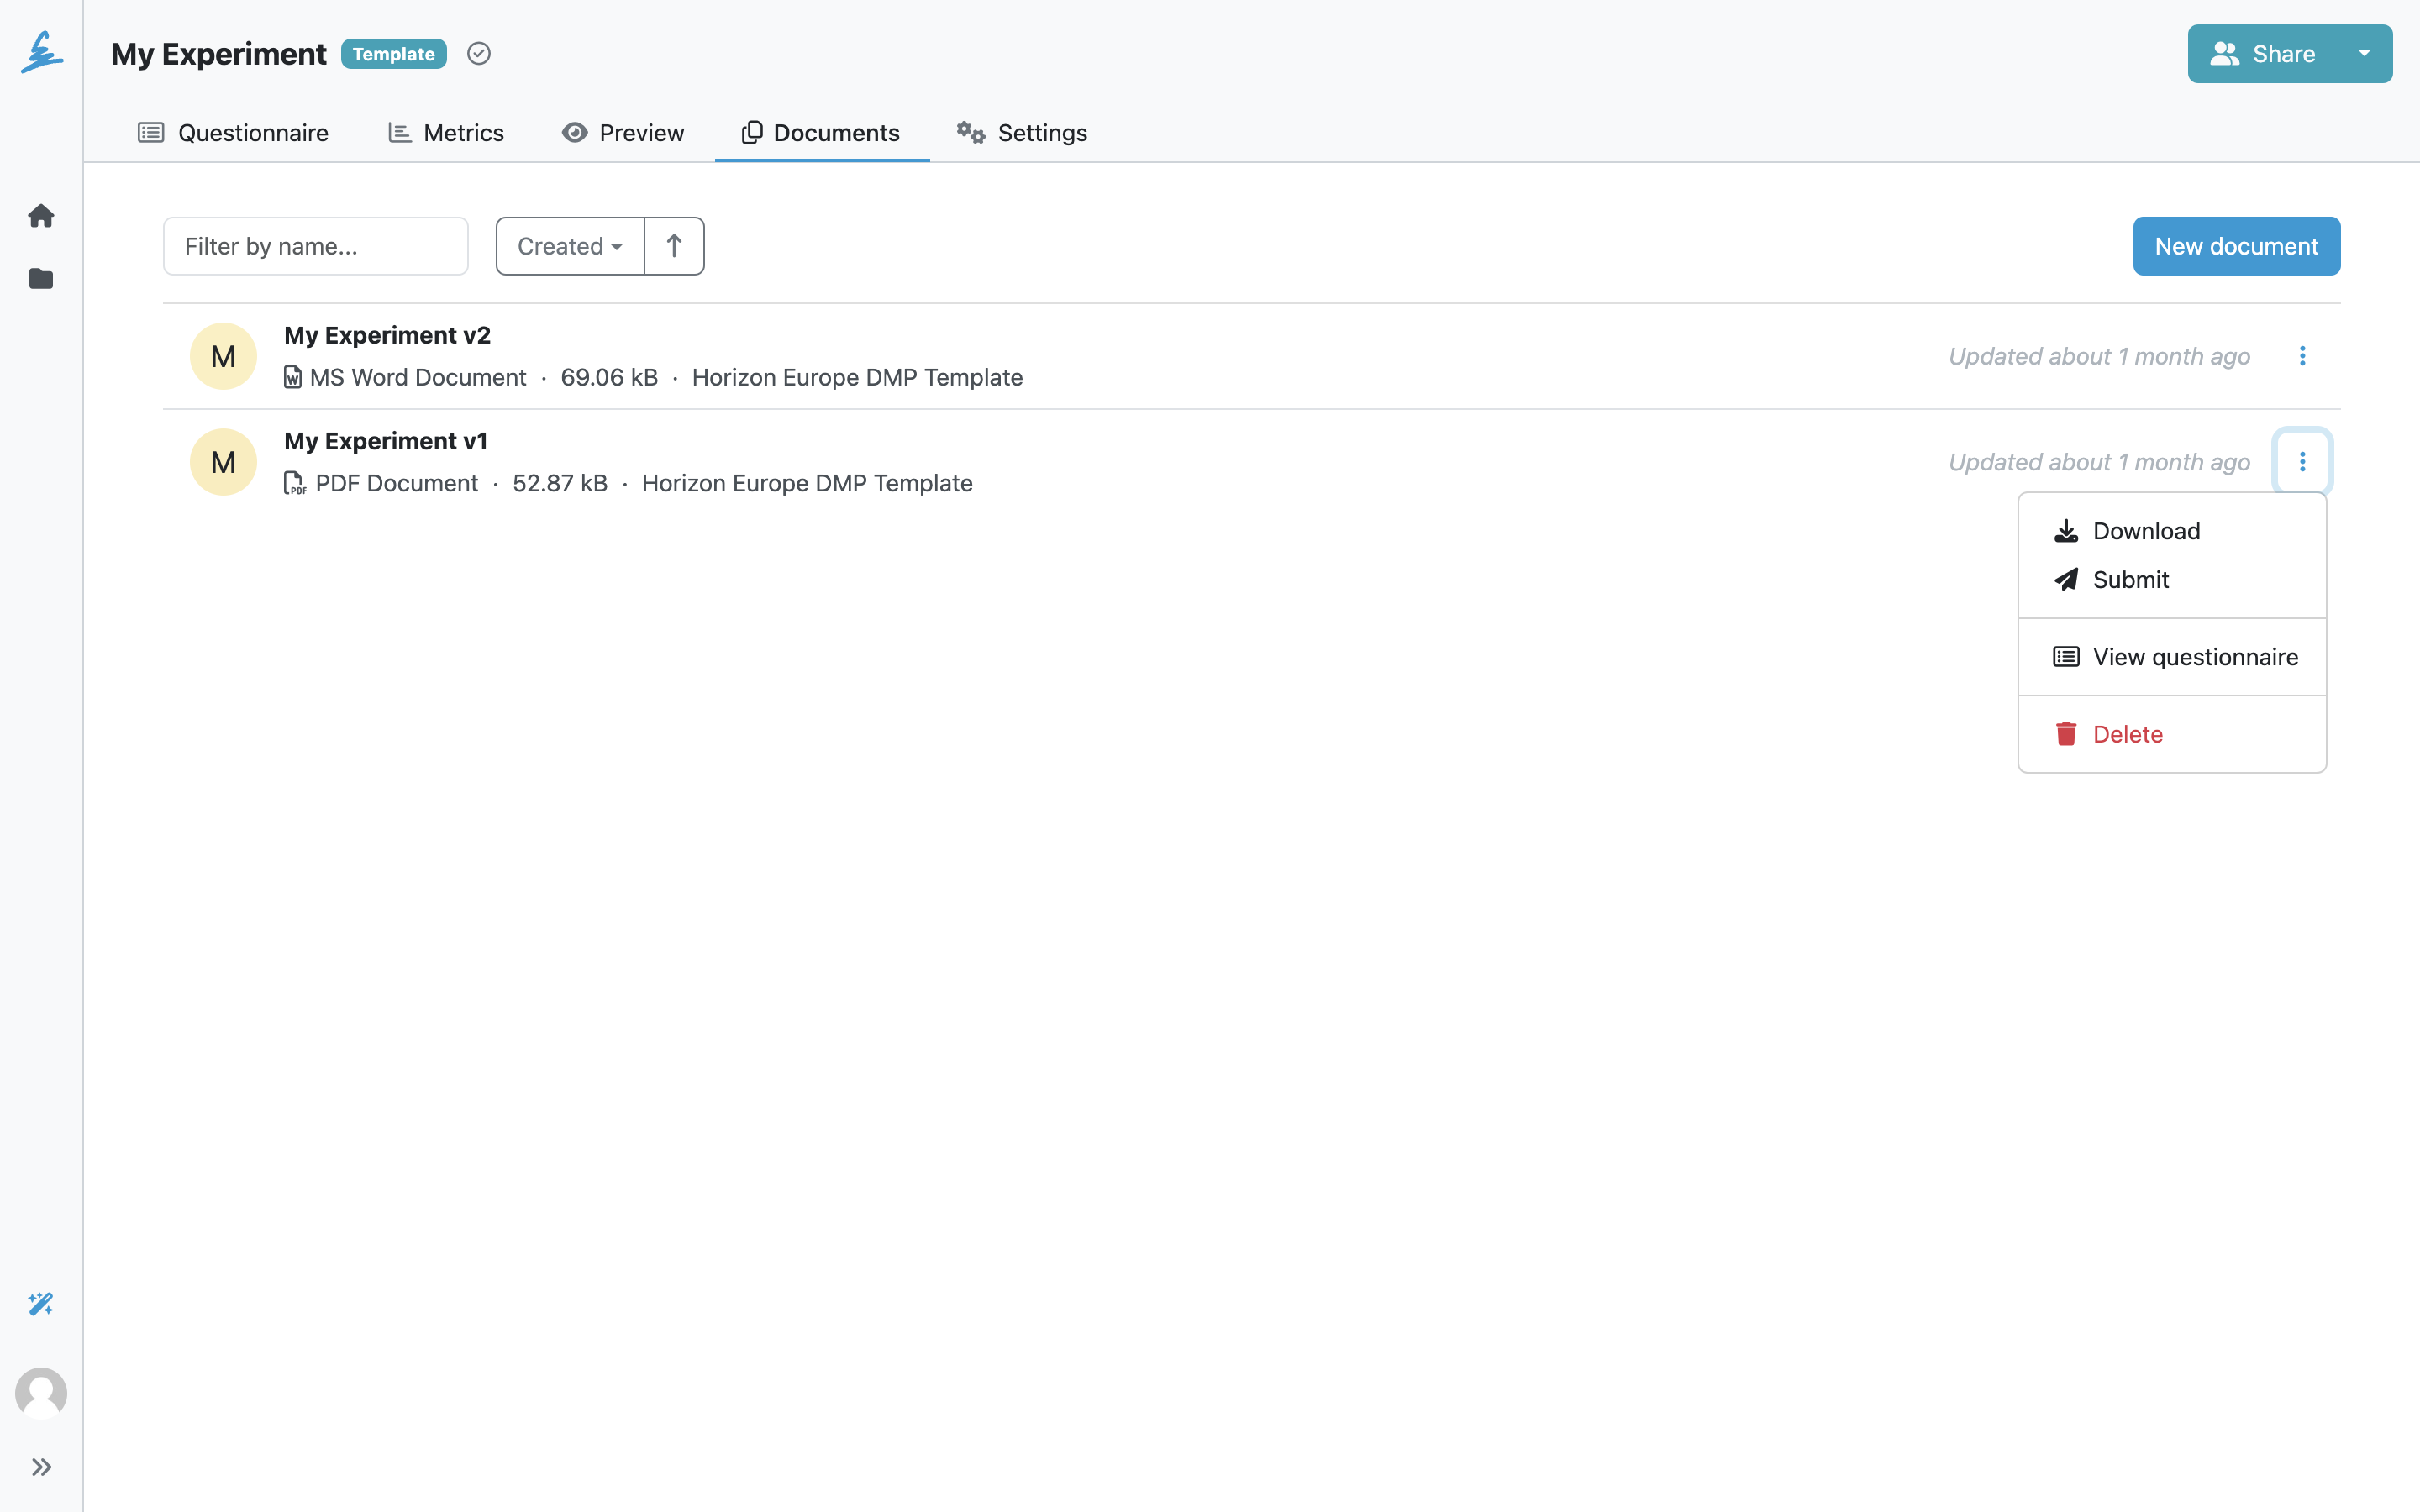 My Experiment Template
Share
Questionnaire Metrics Preview Documents Settings
Filter by name... Created New document
M
My Experiment v2
MS Word Document · 69.06 kB · Horizon Europe DMP Template
Updated about 1 month ago
M
My Experiment v1
PDF Document · 52.87 kB · Horizon Europe DMP Template
Updated about 1 month ago
Download
Submit
View questionnaire
Delete